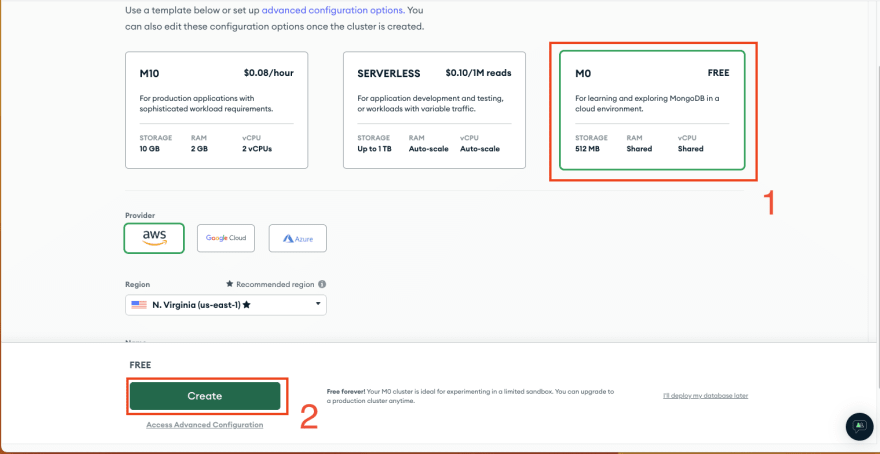 Use a template below or set up advanced configuration options. You
can also edit these configuration options once the cluster is created.
M10 $0.08/hour
For production applications with
sophisticated workload requirements.
STORAGE RAM vCPU
10 GB 2 GB 2 vCPUs
SERVERLESS $0.10/1M reads
For application development and testing,
or workloads with variable traffic.
STORAGE RAM vCPU
Up to 1 TB Auto-scale Auto-scale
M0 FREE
For learning and exploring MongoDB in a
cloud environment.
STORAGE RAM vCPU
512 MB Shared Shared
1
Provider
aws Google Cloud Azure
Region ★ Recommended region
N. Virginia (us-east-1) ★
FREE
Create
2
Access Advanced Configuration
Free forever! Your M0 cluster is ideal for experimenting in a limited sandbox. You can upgrade to
a production cluster anytime.
I'll deploy my database later